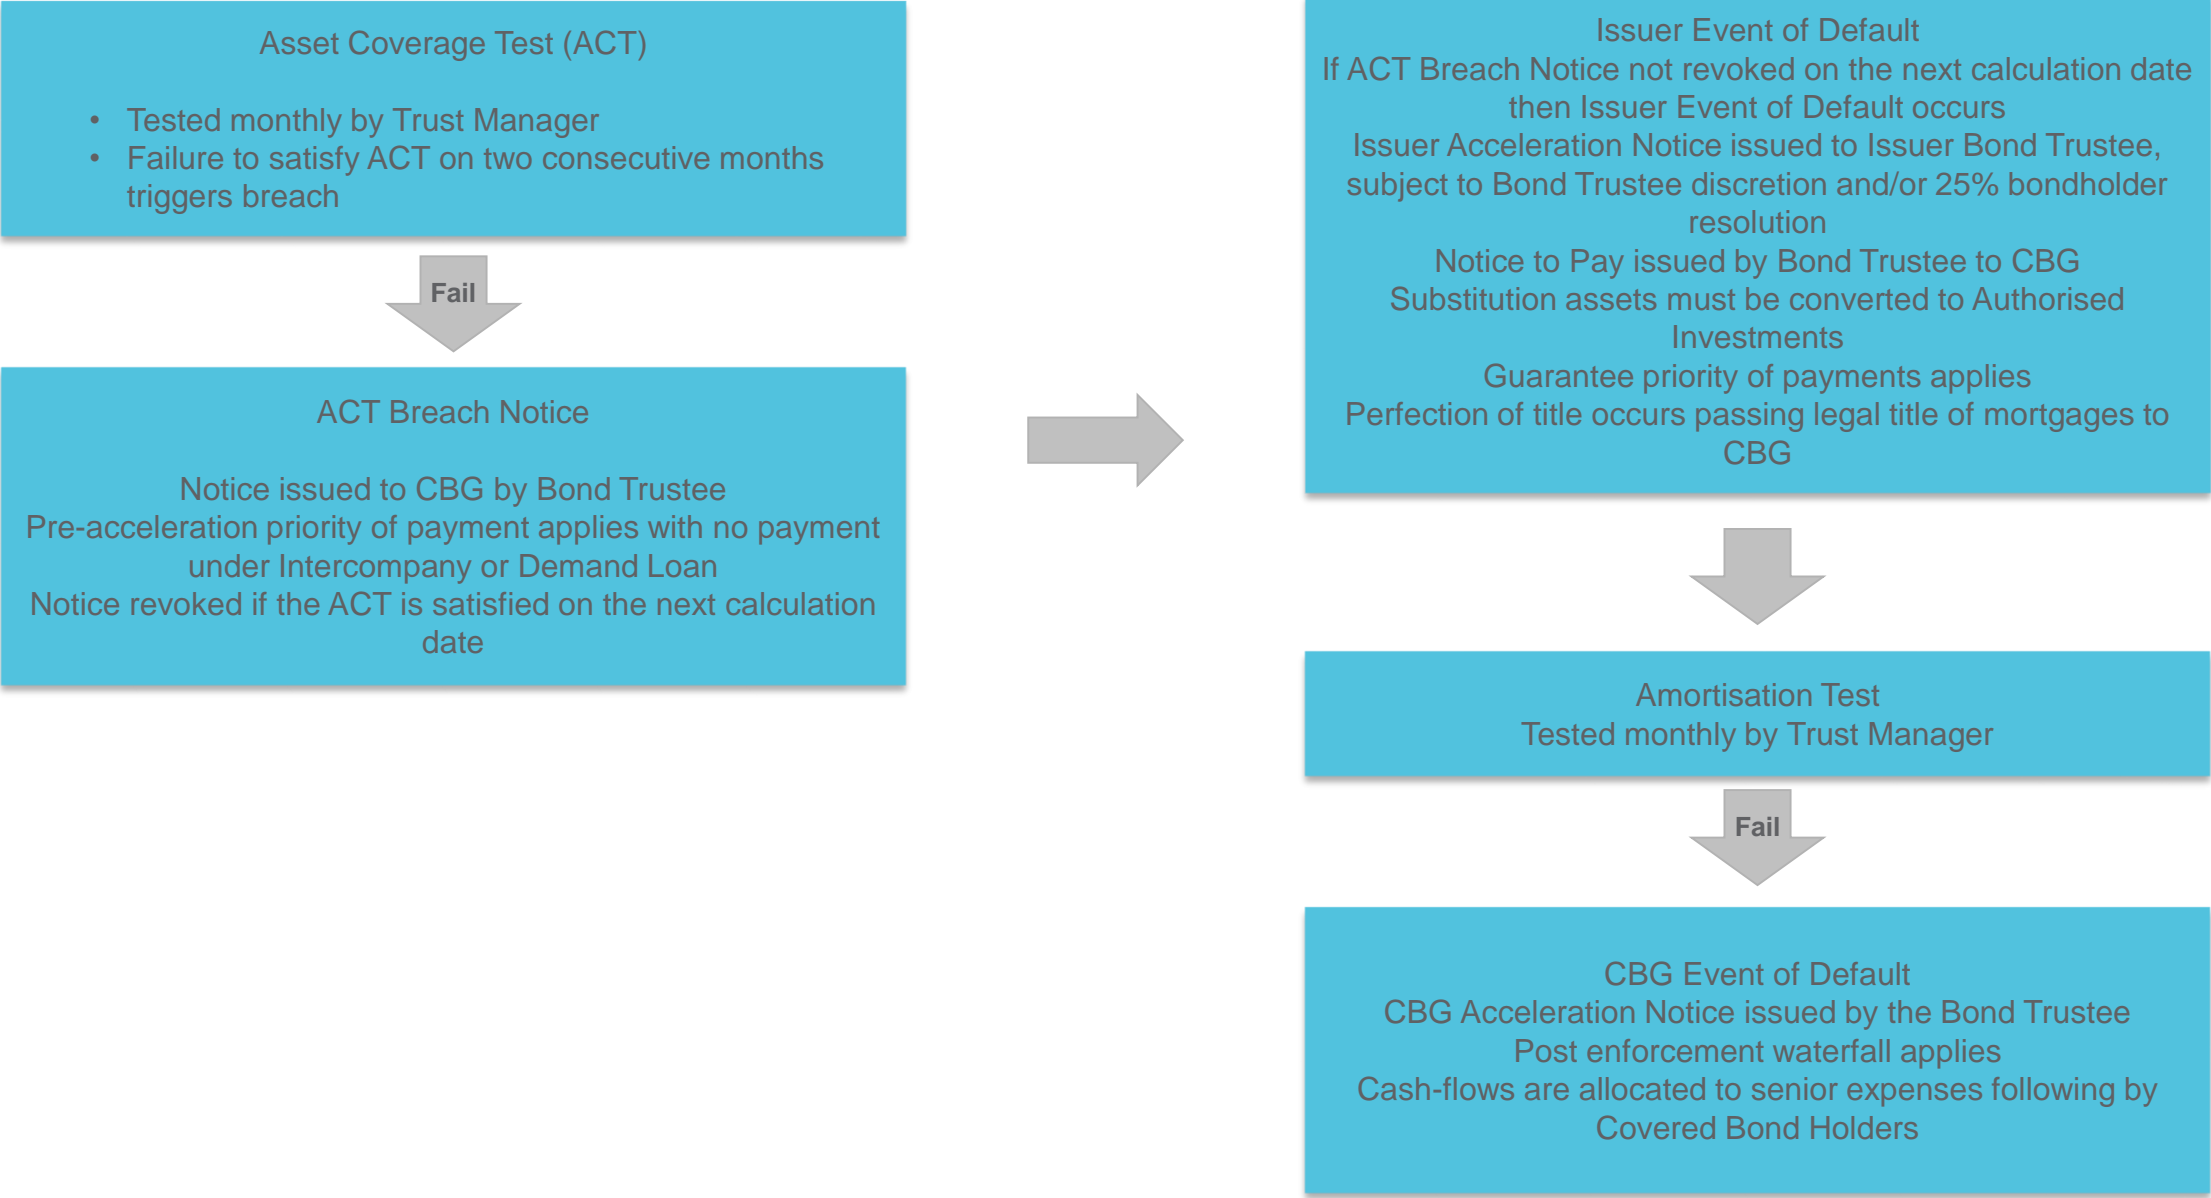 Asset Coverage Test (ACT)
• Tested monthly by Trust Manager
• Failure to satisfy ACT on two consecutive months
triggers breach
Fail
ACT Breach Notice
Notice issued to CBG by Bond Trustee
Pre-acceleration priority of payment applies with no payment
under Intercompany or Demand Loan
Notice revoked if the ACT is satisfied on the next calculation
date
Issuer Event of Default
If ACT Breach Notice not revoked on the next calculation date
then Issuer Event of Default occurs
Issuer Acceleration Notice issued to Issuer Bond Trustee,
subject to Bond Trustee discretion and/or 25% bondholder
resolution
Notice to Pay issued by Bond Trustee to CBG
Substitution assets must be converted to Authorised
Investments
Guarantee priority of payments applies
Perfection of title occurs passing legal title of mortgages to
CBG
Amortisation Test
Tested monthly by Trust Manager
Fail
CBG Event of Default
CBG Acceleration Notice issued by the Bond Trustee
Post enforcement waterfall applies
Cash-flows are allocated to senior expenses following by
Covered Bond Holders